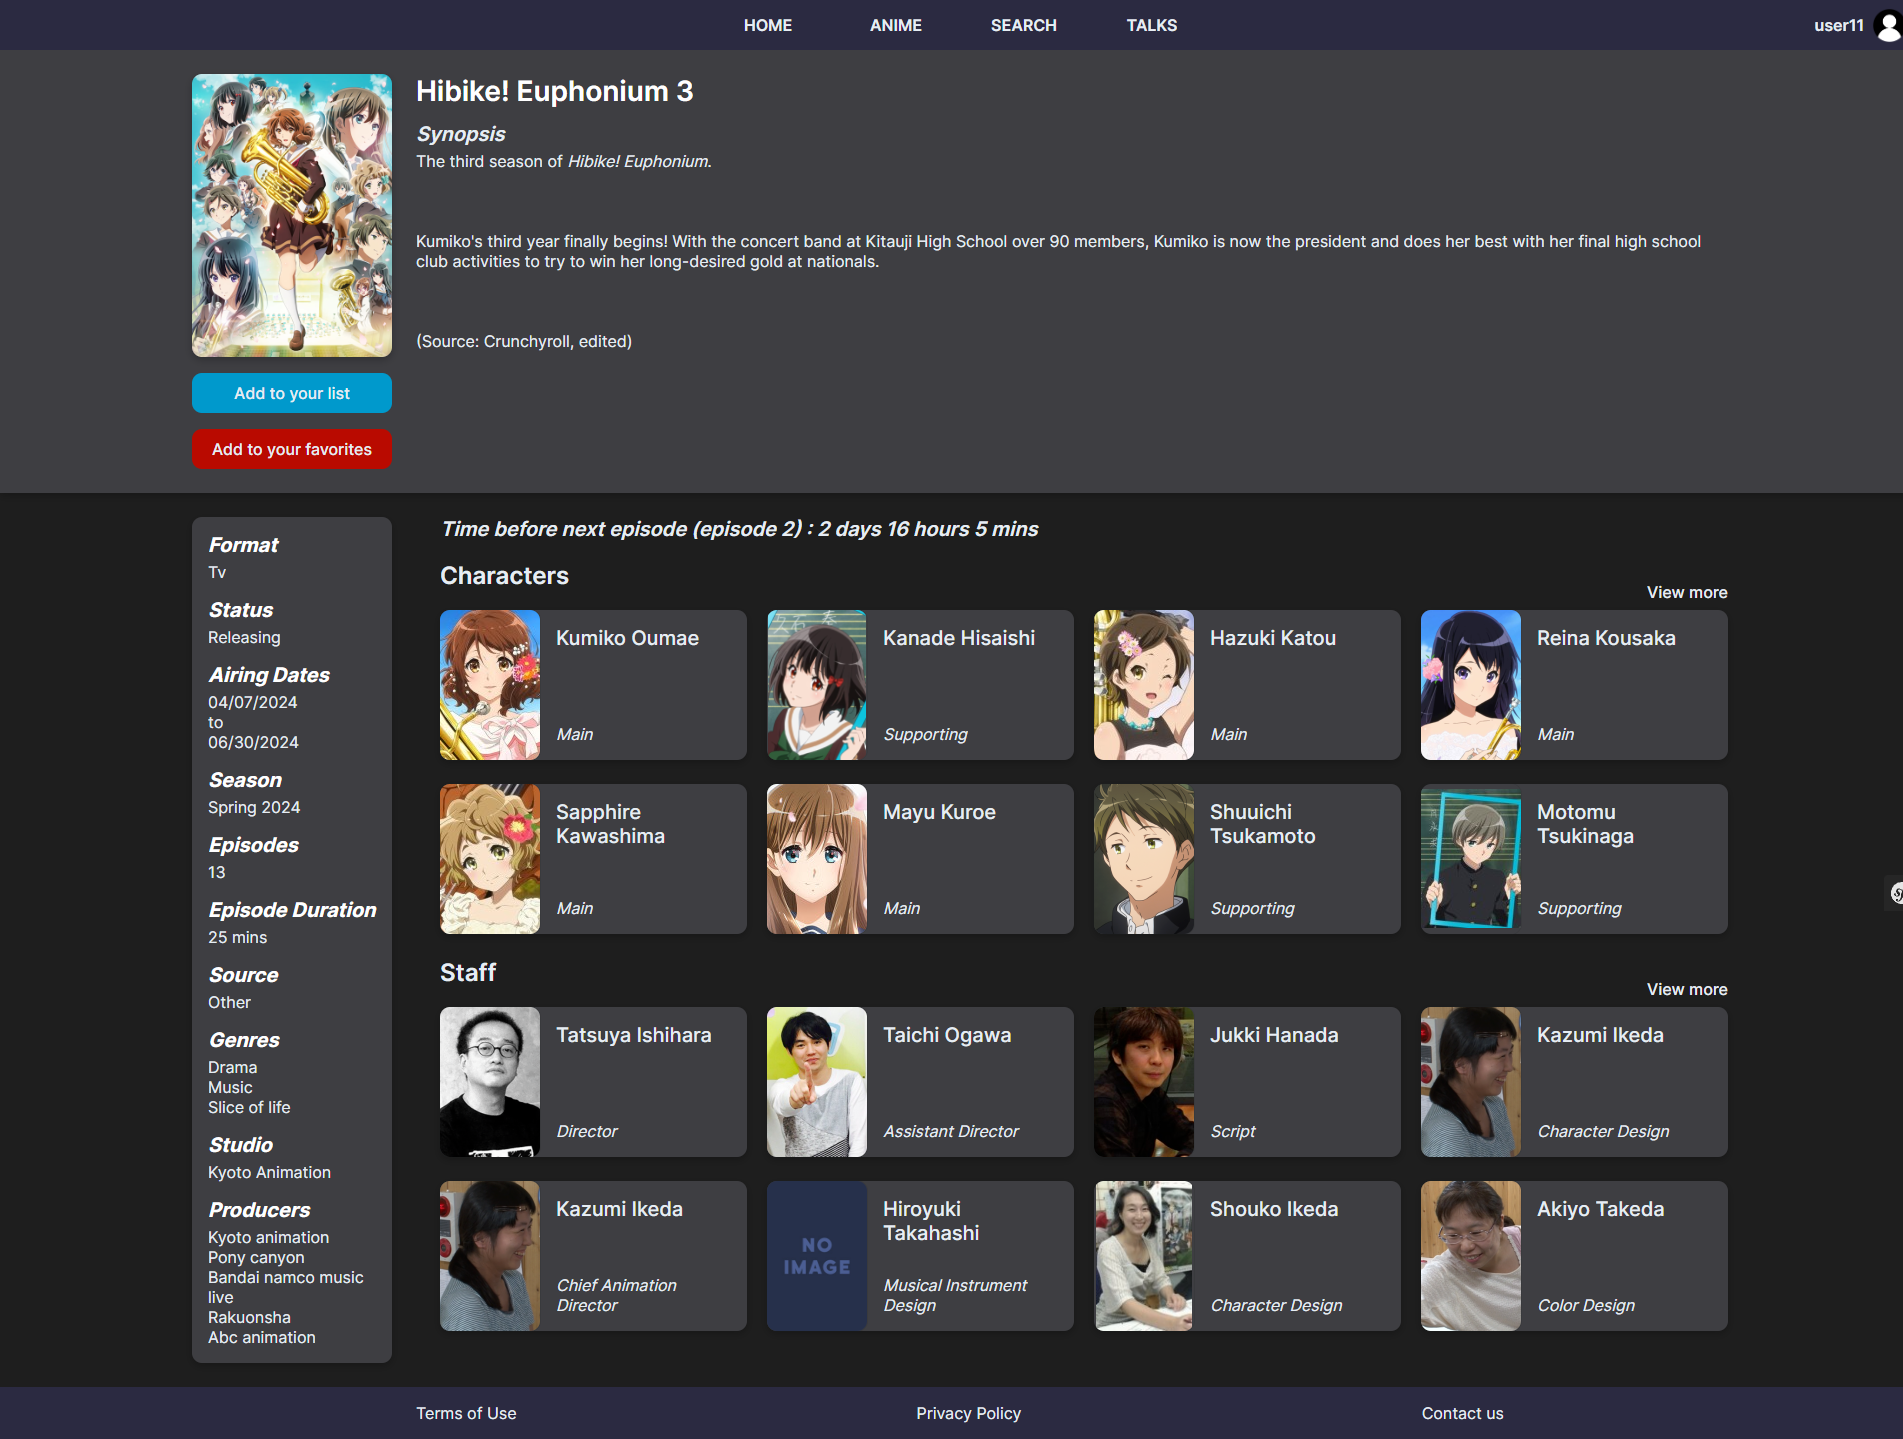 HOME
ANIME
SEARCH
TALKS
user11
Hibike! Euphonium 3
Synopsis
The third season of Hibike! Euphonium.
Kumiko's third year finally begins! With the concert band at Kitauji High School over 90 members, Kumiko is now the president and does her best with her final high school
club activities to try to win her long-desired gold at nationals.
(Source: Crunchyroll, edited)
Add to your list
Add to your favorites
Format
Tv
Status
Releasing
Airing Dates
04/07/2024
to
06/30/2024
Season
Spring 2024
Episodes
13
Episode Duration
25 mins
Source
Other
Genres
Drama
Music
Slice of life
Studio
Kyoto Animation
Producers
Kyoto animation
Pony canyon
Bandai namco music
live
Rakuonsha
Abc animation
Time before next episode (episode 2) : 2 days 16 hours 5 mins
Characters
View more
Kumiko Oumae
Main
Kanade Hisaishi
Supporting
Hazuki Katou
Main
Reina Kousaka
Main
Sapphire
Kawashima
Main
Mayu Kuroe
Main
Shuuichi
Tsukamoto
Supporting
Motomu
Tsukinaga
Supporting
Staff
View more
Tatsuya Ishihara
Director
Taichi Ogawa
Assistant Director
Jukki Hanada
Script
Kazumi Ikeda
Character Design
Kazumi Ikeda
Chief Animation
Director
NO
IMAGE
Hiroyuki
Takahashi
Musical Instrument
Design
Shouko Ikeda
Character Design
Akiyo Takeda
Color Design
Terms of Use
Privacy Policy
Contact us